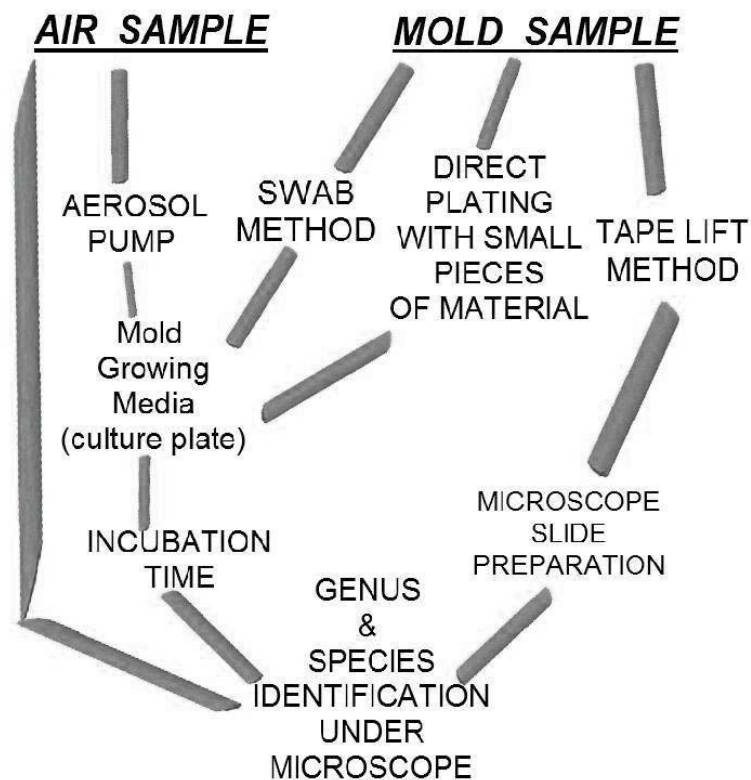 AIR SAMPLE
MOLD SAMPLE
AEROSOL
PUMP
SWAB
METHOD
DIRECT
PLATING
WITH SMALL
PIECES
OF MATERIAL
TAPE LIFT
METHOD
Mold
Growing
Media
(culture plate)
INCUBATION
TIME
MICROSCOPE
SLIDE
PREPARATION
GENUS
&
SPECIES
IDENTIFICATION
UNDER
MICROSCOPE